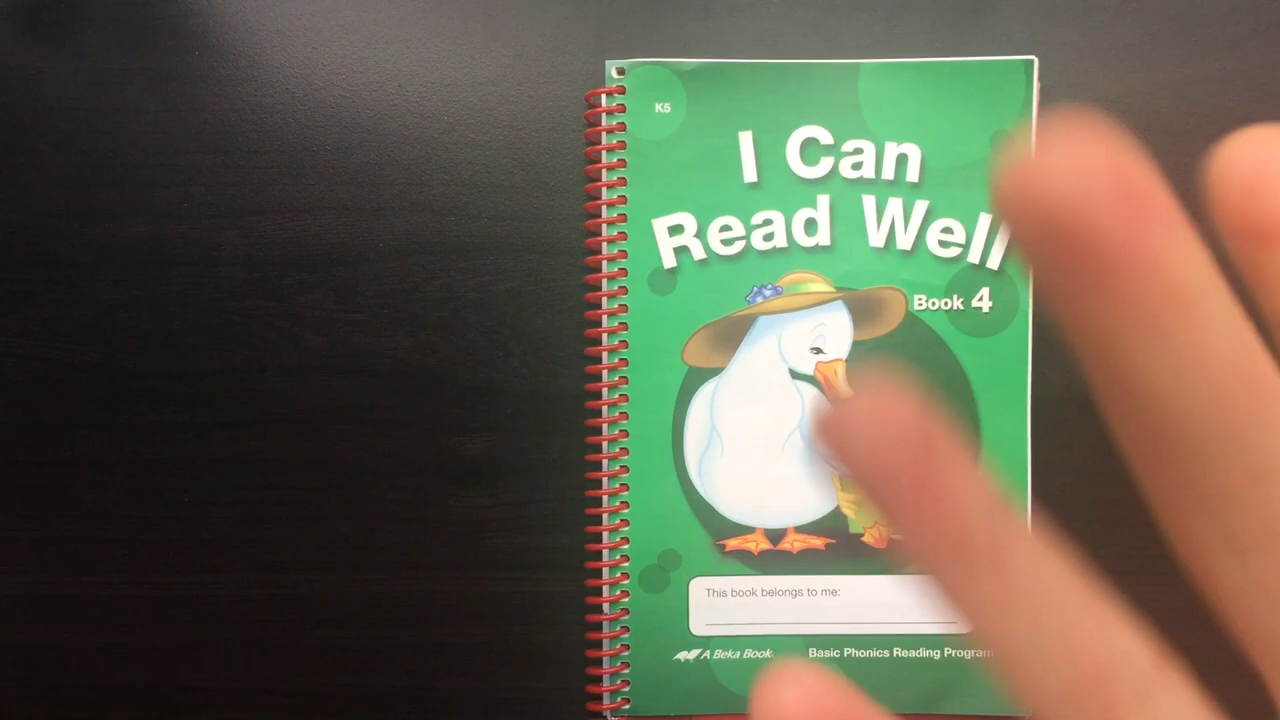 K5
I Can
Read Well
Book 4
This book belongs to me:
A Beka Book
Basic Phonics Reading Program